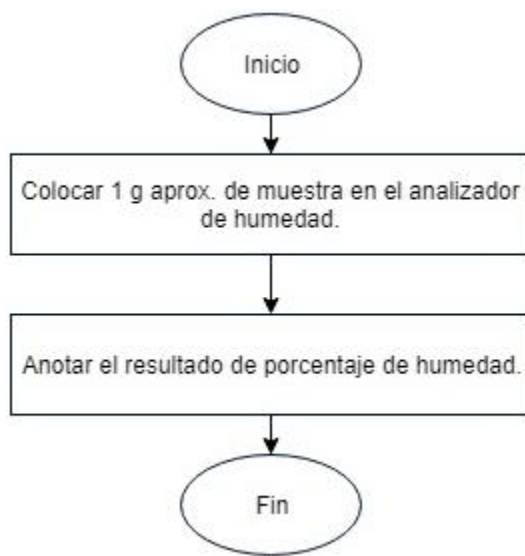 Inicio
Colocar 1 g aprox. de muestra en el analizador
de humedad.
Anotar el resultado de porcentaje de humedad.
Fin